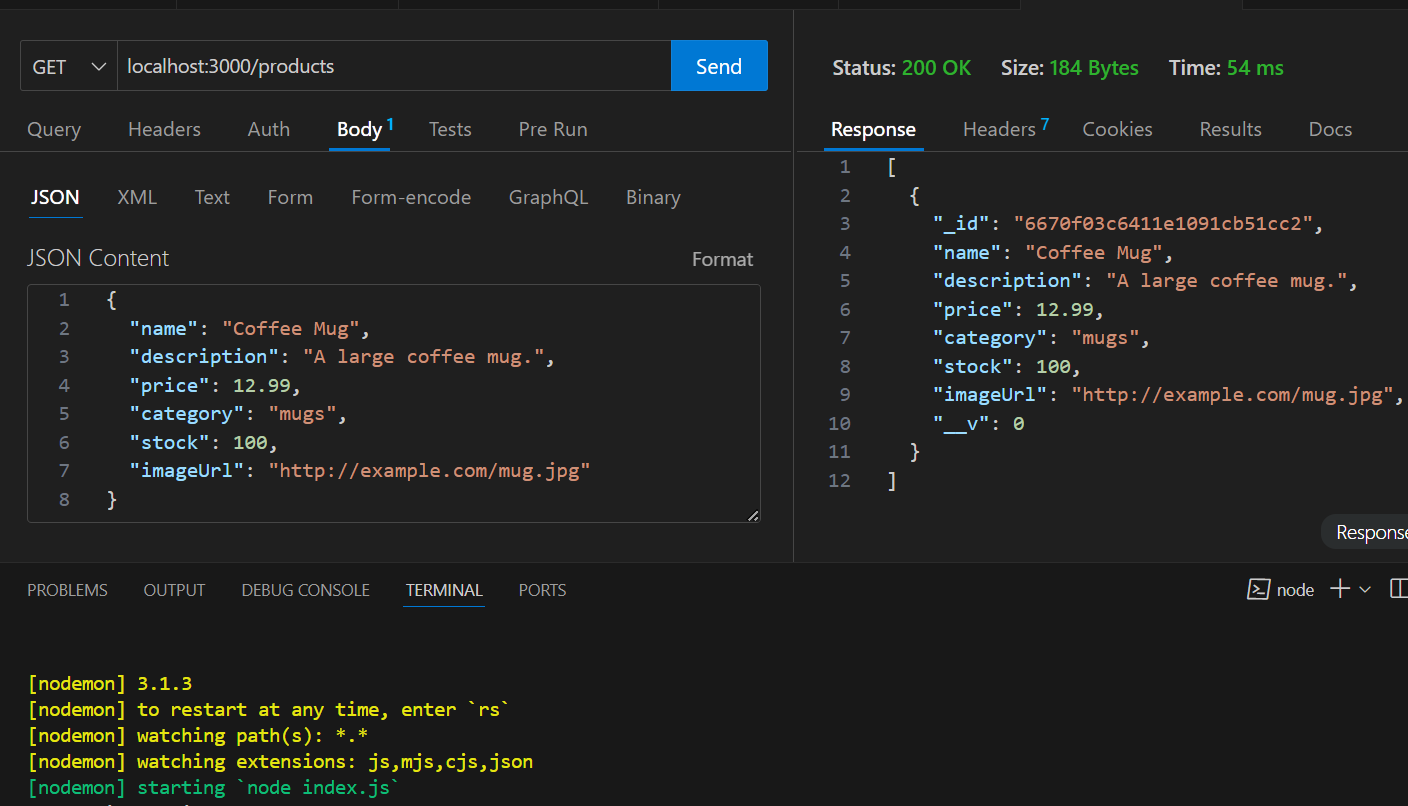 GET localhost:3000/products Send
Query Headers Auth Body 1 Tests Pre Run
JSON XML Text Form Form-encode GraphQL Binary
JSON Content Format
1 {
2 "name": "Coffee Mug",
3 "description": "A large coffee mug.",
4 "price": 12.99,
5 "category": "mugs",
6 "stock": 100,
7 "imageUrl": "http://example.com/mug.jpg"
8 }
Status: 200 OK Size: 184 Bytes Time: 54 ms
Response Headers 7 Cookies Results Docs
1 [
2 {
3 "_id": "6670f03c6411e1091cb51cc2",
4 "name": "Coffee Mug",
5 "description": "A large coffee mug.",
6 "price": 12.99,
7 "category": "mugs",
8 "stock": 100,
9 "imageUrl": "http://example.com/mug.jpg",
10 "__v": 0
11 }
12 ]
Response
PROBLEMS OUTPUT DEBUG CONSOLE TERMINAL PORTS node
[nodemon] 3.1.3
[nodemon] to restart at any time, enter `rs`
[nodemon] watching path(s): *.*
[nodemon] watching extensions: js,mjs,cjs,json
[nodemon] starting `node index.js`